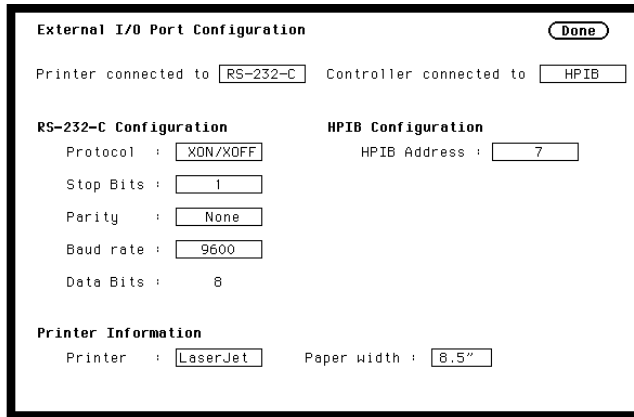 External I/O Port Configuration Done
Printer connected to RS-232-C Controller connected to HPIB
RS-232-C Configuration HPIB Configuration
Protocol : XON/XOFF HPIB Address : 7
Stop Bits : 1
Parity : None
Baud rate : 9600
Data Bits : 8
Printer Information
Printer : LaserJet Paper width : 8.5"